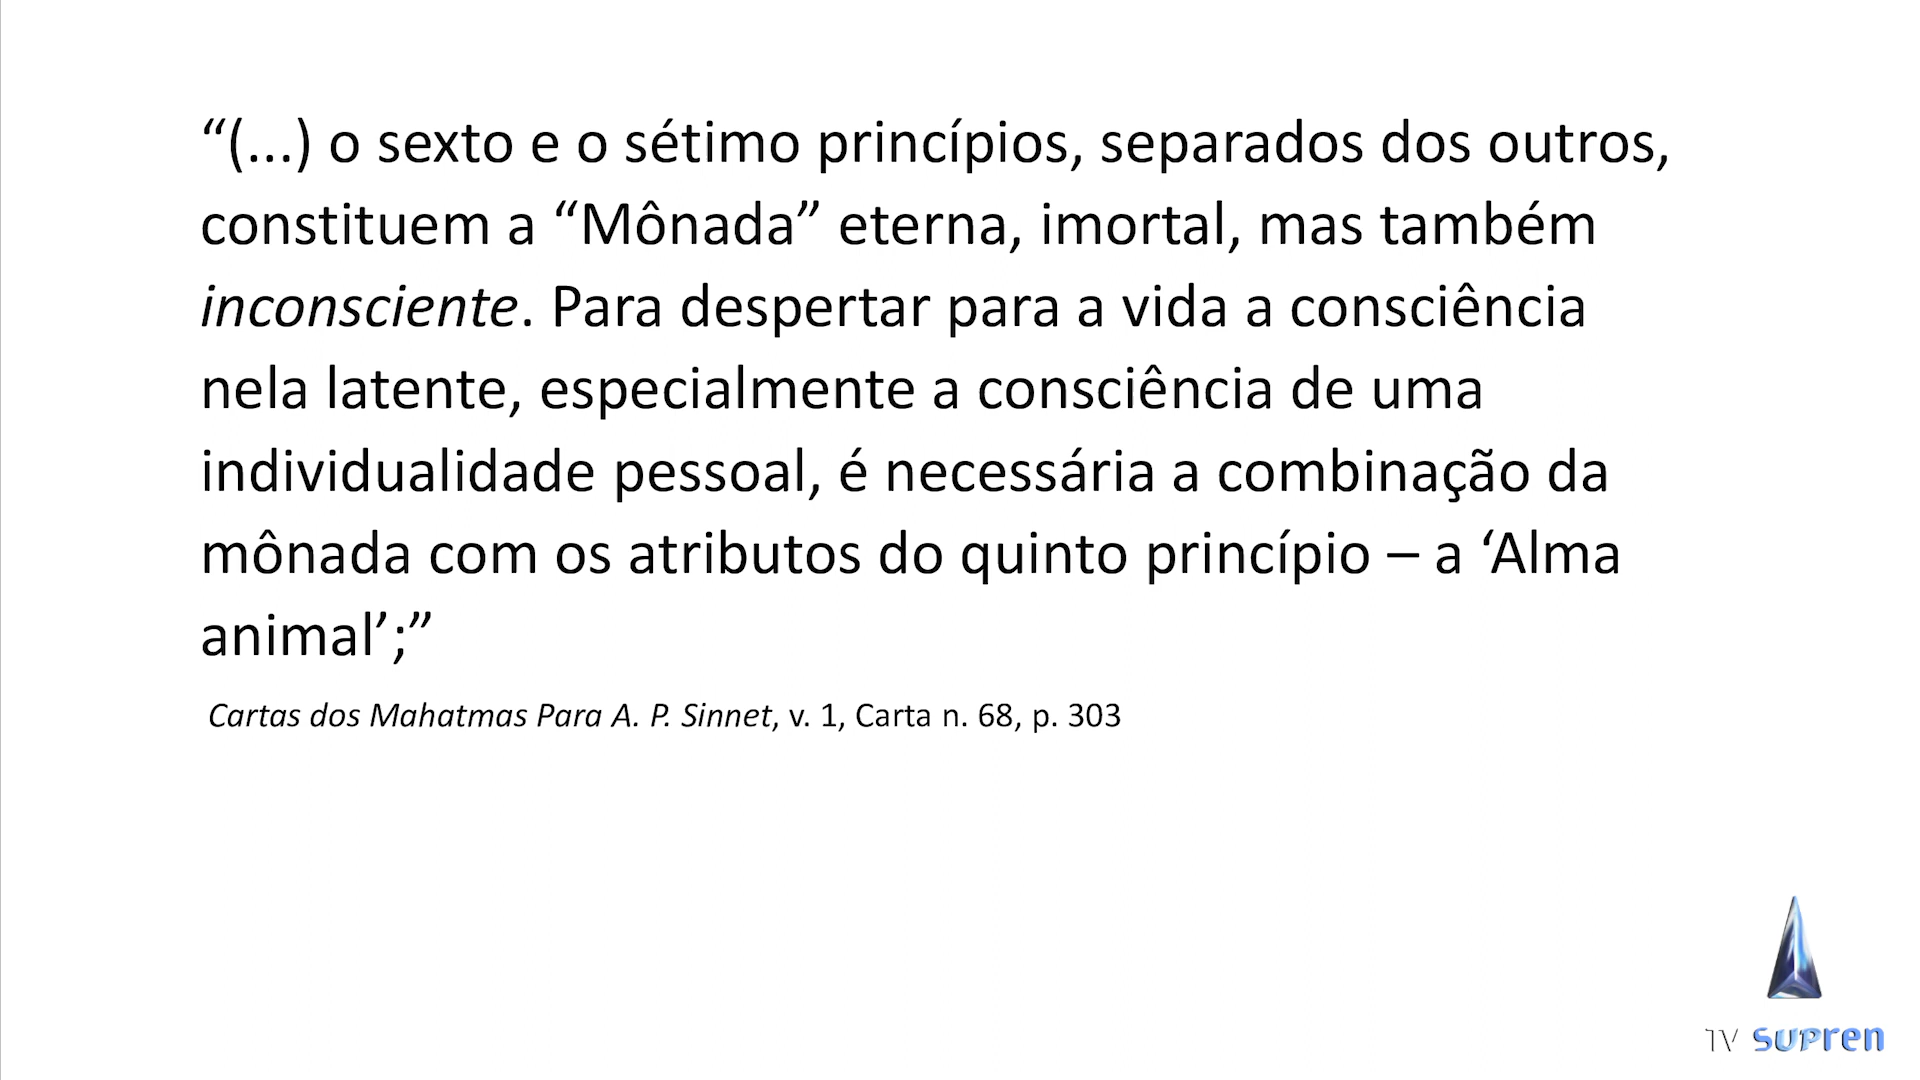 “(...) o sexto e o sétimo princípios, separados dos outros,
constituem a “Mônada” eterna, imortal, mas também
inconsciente. Para despertar para a vida a consciência
nela latente, especialmente a consciência de uma
individualidade pessoal, é necessária a combinação da
mônada com os atributos do quinto princípio – a ‘Alma
animal’;”
Cartas dos Mahatmas Para A. P. Sinnet, v. 1, Carta n. 68, p. 303
TV Supren